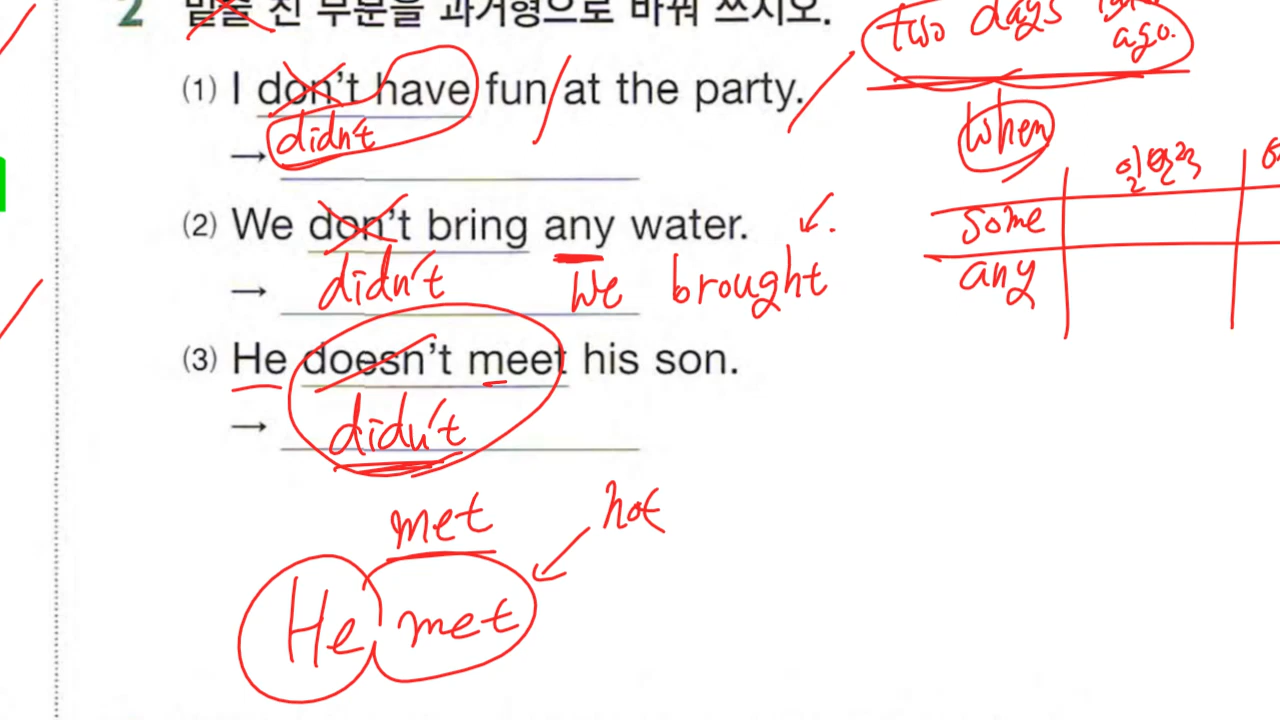 2 밑줄 친 부분을 과거형으로 바꿔 쓰시오.
two days
ago.
(1) I don't have fun at the party.
→ didn't
when
some
any
(2) We don't bring any water.
→ didn't We brought
(3) He doesn't meet his son.
→ didn't
met
not
He met